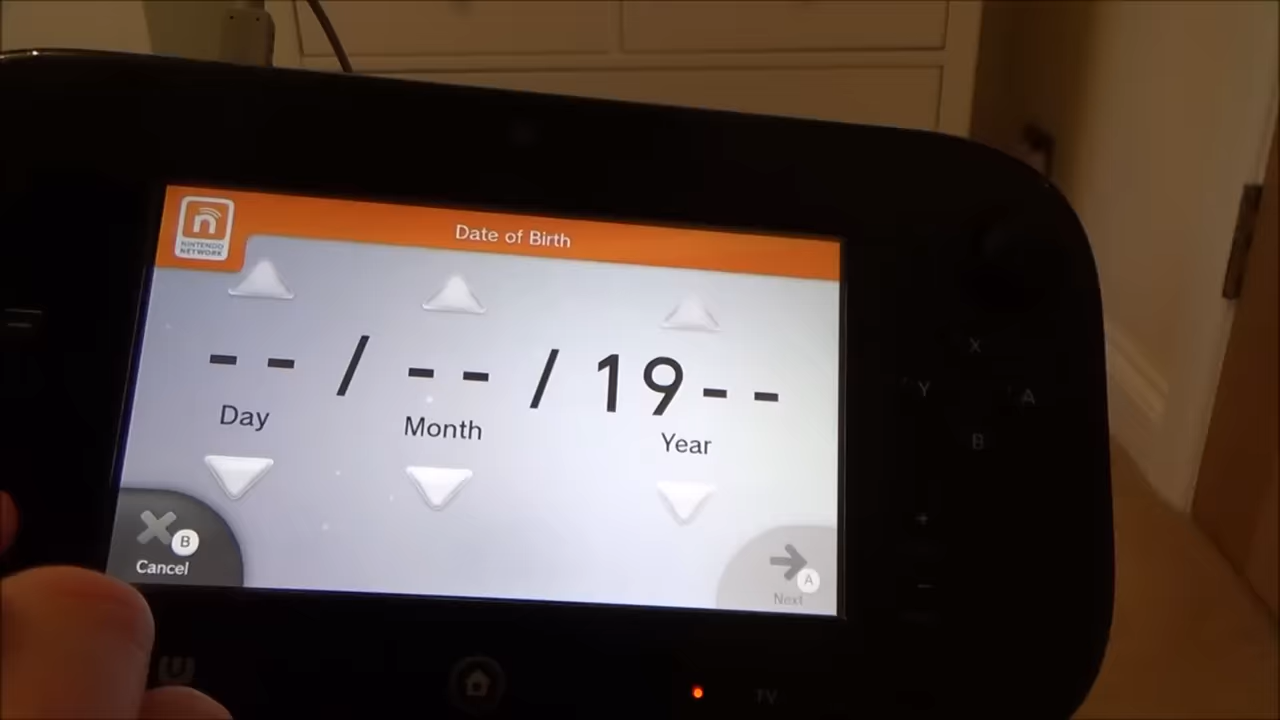 n
NINTENDO
NETWORK
Date of Birth
-- / -- / 19--
Day
Month
Year
B
Cancel
A
Next
X
Y
A
B
+
-
U
TV